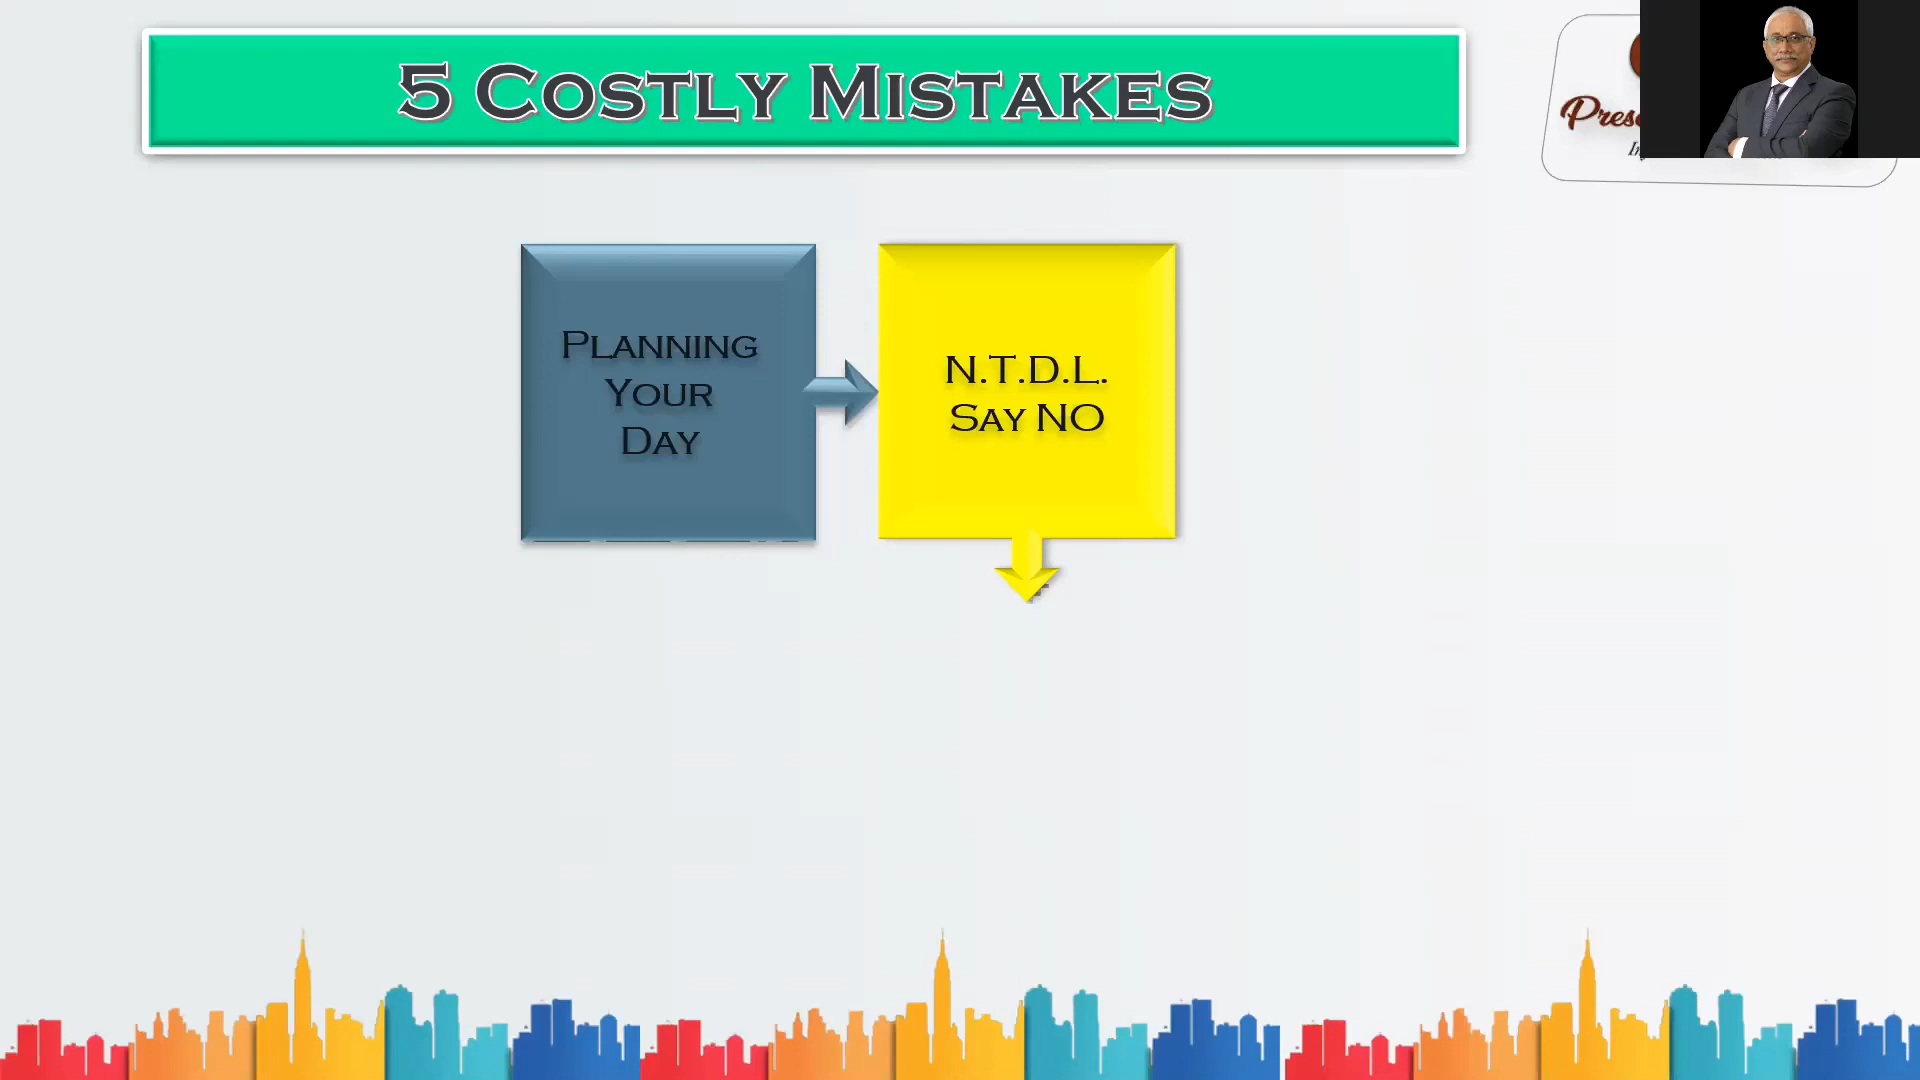 5 COSTLY MISTAKES
PLANNING
YOUR
DAY
N.T.D.L.
SAY NO